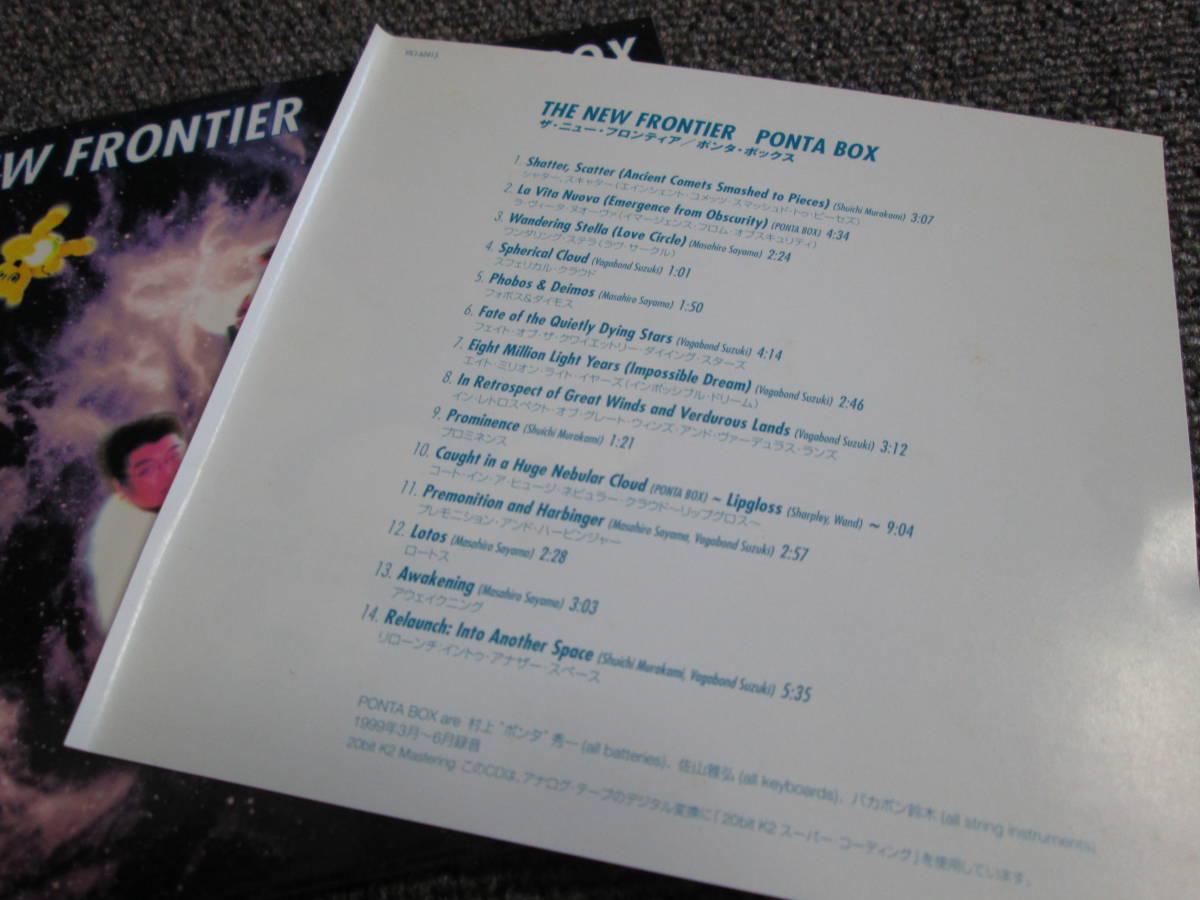 NEW FRONTIER
BOX
THE NEW FRONTIER PONTA BOX
ザ・ニュー・フロンティア/ポンタ・ボックス
1. Shatter, Scatter (Ancient Comets Smashed to Pieces) (Shuichi Murakami) 3:07
シャター,スキャター(エインシェント・コメッツ・スマッシュド・トゥ・ピーセズ)
2. La Vita Nuova (Emergence from Obscurity) (PONTA BOX) 4:34
ラ・ヴィータ・ヌオーヴァ(イマージェンス・フロム・オブスキュリティ)
3. Wandering Stella (Love Circle) (Masahiro Sayama) 2:24
ワンダリング・ステラ(ラヴ・サークル)
4. Spherical Cloud (Vagabond Suzuki) 1:01
スフェリカル・クラウド
5. Phobos & Deimos (Masahiro Sayama) 1:50
フォボス&ダイモス
6. Fate of the Quietly Dying Stars (Vagabond Suzuki) 4:14
フェイト・オブ・ザ・クワイエットリー・ダイイング・スターズ
7. Eight Million Light Years (Impossible Dream) (Vagabond Suzuki) 2:46
エイト・ミリオン・ライト・イヤーズ(インポッシブル・ドリーム)
8. In Retrospect of Great Winds and Verdurous Lands (Vagabond Suzuki) 3:12
イン・レトロスペクト・オブ・グレート・ウィンズ・アンド・ヴァーデュラス・ランズ
9. Prominence (Shuichi Murakami) 1:21
プロミネンス
10. Caught in a Huge Nebular Cloud (PONTA BOX) ~ Lipgloss (Sharpley, Wand) ~ 9:04
コート・イン・ア・ヒュージ・ネビュラー・クラウド〜リップグロス〜
11. Premonition and Harbinger (Masahiro Sayama, Vagabond Suzuki) 2:57
プレモニション・アンド・ハービンジャー
12. Lotos (Masahiro Sayama) 2:28
ロートス
13. Awakening (Masahiro Sayama) 3:03
アウェイクニング
14. Relaunch: Into Another Space (Shuichi Murakami, Vagabond Suzuki) 5:35
リローンチ:イントゥ・アナザー・スペース
PONTA BOX are 村上“ポンタ”秀一(all batteries)、佐山雅弘(all keyboards)、バカボン鈴木(all string instruments)
1999年3月〜6月録音
20bit K2 Mastering このCDは、アナログ・テープのデジタル変換に「20bit K2 スーパー・コーディング」を使用しています。